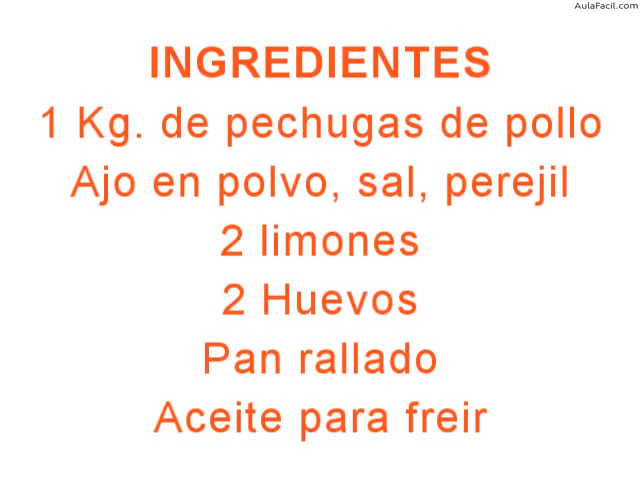 AulaFacil.com
INGREDIENTES
1 Kg. de pechugas de pollo
Ajo en polvo, sal, perejil
2 limones
2 Huevos
Pan rallado
Aceite para freir